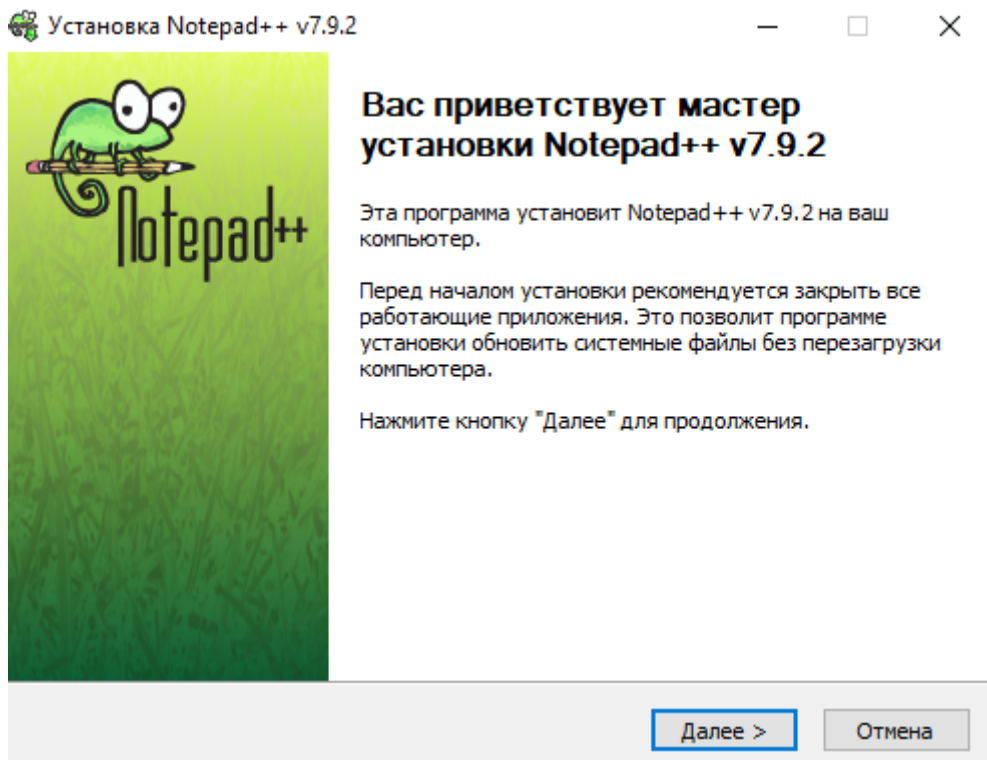 Установка Notepad++ v7.9.2
Notepad++
Вас приветствует мастер
установки Notepad++ v7.9.2
Эта программа установит Notepad++ v7.9.2 на ваш
компьютер.
Перед началом установки рекомендуется закрыть все
работающие приложения. Это позволит программе
установки обновить системные файлы без перезагрузки
компьютера.
Нажмите кнопку "Далее" для продолжения.
Далее >
Отмена